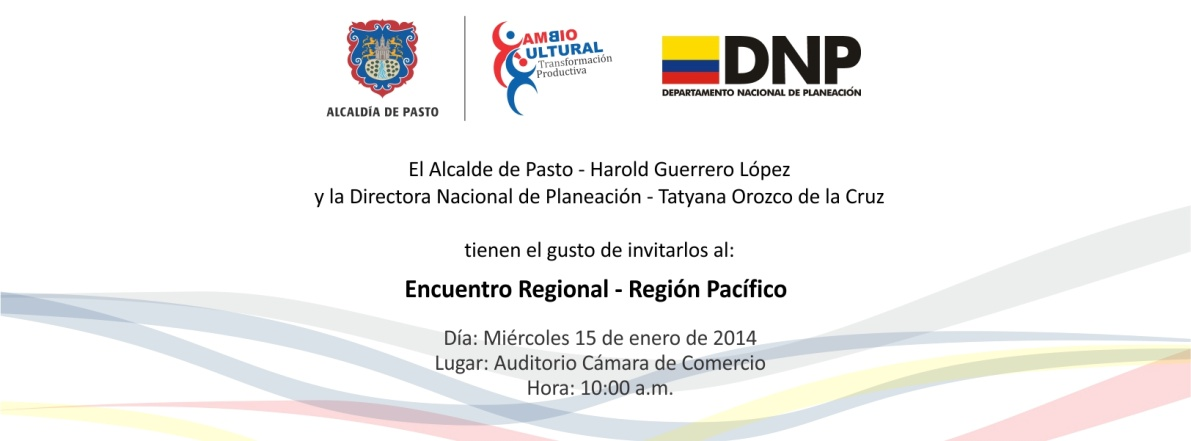 ALCALDÍA DE PASTO
CAMBIO
CULTURAL
Transformación
Productiva
DNP
DEPARTAMENTO NACIONAL DE PLANEACIÓN
El Alcalde de Pasto - Harold Guerrero López
y la Directora Nacional de Planeación - Tatyana Orozco de la Cruz
tienen el gusto de invitarlos al:
Encuentro Regional - Región Pacífico
Día: Miércoles 15 de enero de 2014
Lugar: Auditorio Cámara de Comercio
Hora: 10:00 a.m.